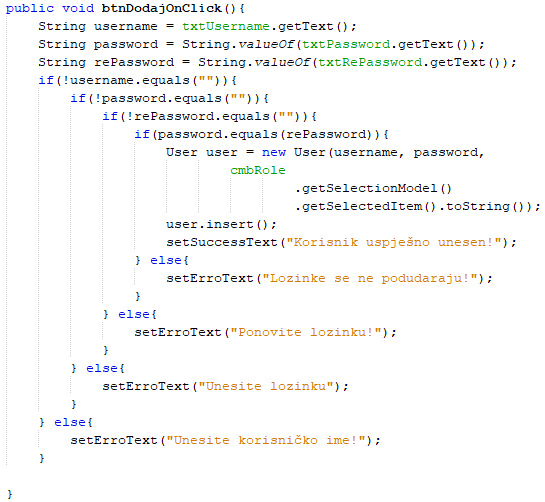 public void btnDodajOnClick(){
    String username = txtUsername.getText();
    String password = String.valueOf(txtPassword.getText());
    String rePassword = String.valueOf(txtRePassword.getText());
    if(!username.equals("")){
        if(!password.equals("")){
            if(!rePassword.equals("")){
                if(password.equals(rePassword)){
                    User user = new User(username, password,
                            cmbRole
                                    .getSelectionModel()
                                    .getSelectedItem().toString());
                    user.insert();
                    setSuccessText("Korisnik uspješno unesen!");
                } else{
                    setErroText("Lozinke se ne podudaraju!");
                }
            } else{
                setErroText("Ponovite lozinku!");
            }
        } else{
            setErroText("Unesite lozinku");
        }
    } else{
        setErroText("Unesite korisničko ime!");
    }
}